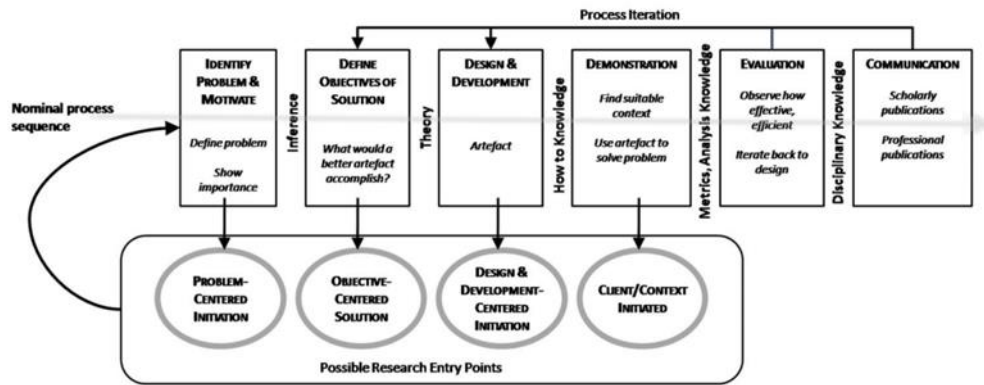 Process Iteration
Nominal process
sequence
IDENTIFY
PROBLEM &
MOTIVATE
Define problem
Show
importance
Inference
DEFINE
OBJECTIVES OF
SOLUTION
What would a
better artefact
accomplish?
Theory
DESIGN &
DEVELOPMENT
Artefact
How to Knowledge
DEMONSTRATION
Find suitable
context
Use artefact to
solve problem
Metrics, Analysis Knowledge
EVALUATION
Observe how
effective,
efficient
Iterate back to
design
Disciplinary Knowledge
COMMUNICATION
Scholarly
publications
Professional
publications
PROBLEM-
CENTERED
INITIATION
OBJECTIVE-
CENTERED
SOLUTION
DESIGN &
DEVELOPMENT-
CENTERED
INITIATION
CLIENT/CONTEXT
INITIATED
Possible Research Entry Points